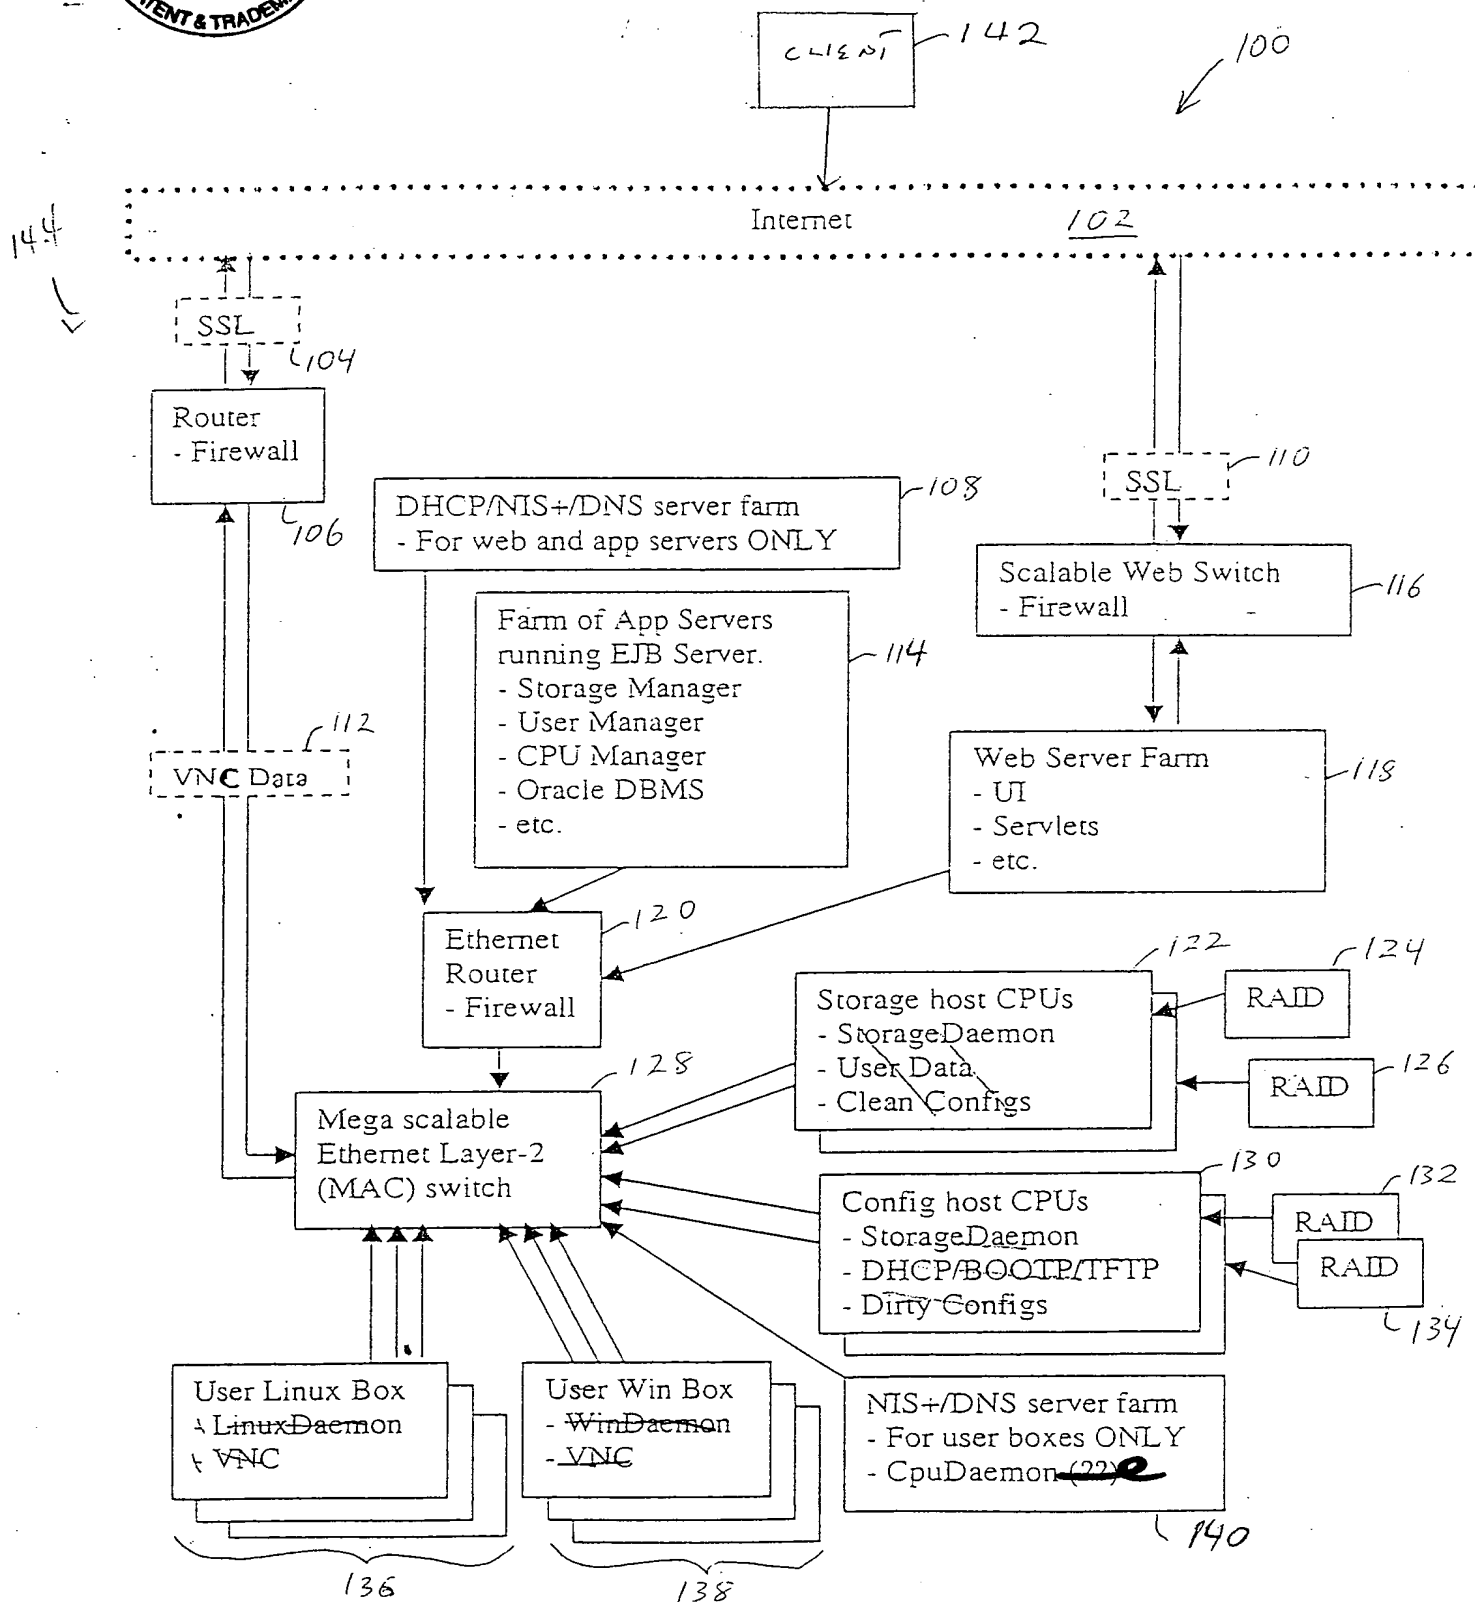 TENT & TRADEM
CLIENT
142
100
Internet
102
144
SSL
104
Router
- Firewall
106
DHCP/NIS+/DNS server farm
- For web and app servers ONLY
108
SSL
110
Scalable Web Switch
- Firewall
116
Farm of App Servers
running EJB Server.
- Storage Manager
- User Manager
- CPU Manager
- Oracle DBMS
- etc.
114
VNC Data
112
Web Server Farm
- UI
- Servlets
- etc.
118
Ethernet
Router
- Firewall
120
Storage host CPUs
- StorageDaemon
- User Data
- Clean Configs
122
RAID
124
RAID
126
Mega scalable
Ethernet Layer-2
(MAC) switch
128
Config host CPUs
- StorageDaemon
- DHCP/BOOTP/TFTP
- Dirty Configs
130
RAID
132
RAID
134
User Linux Box
- LinuxDaemon
- VNC
136
User Win Box
- WinDaemon
- VNC
138
NIS+/DNS server farm
- For user boxes ONLY
- CpuDaemon (22)
140